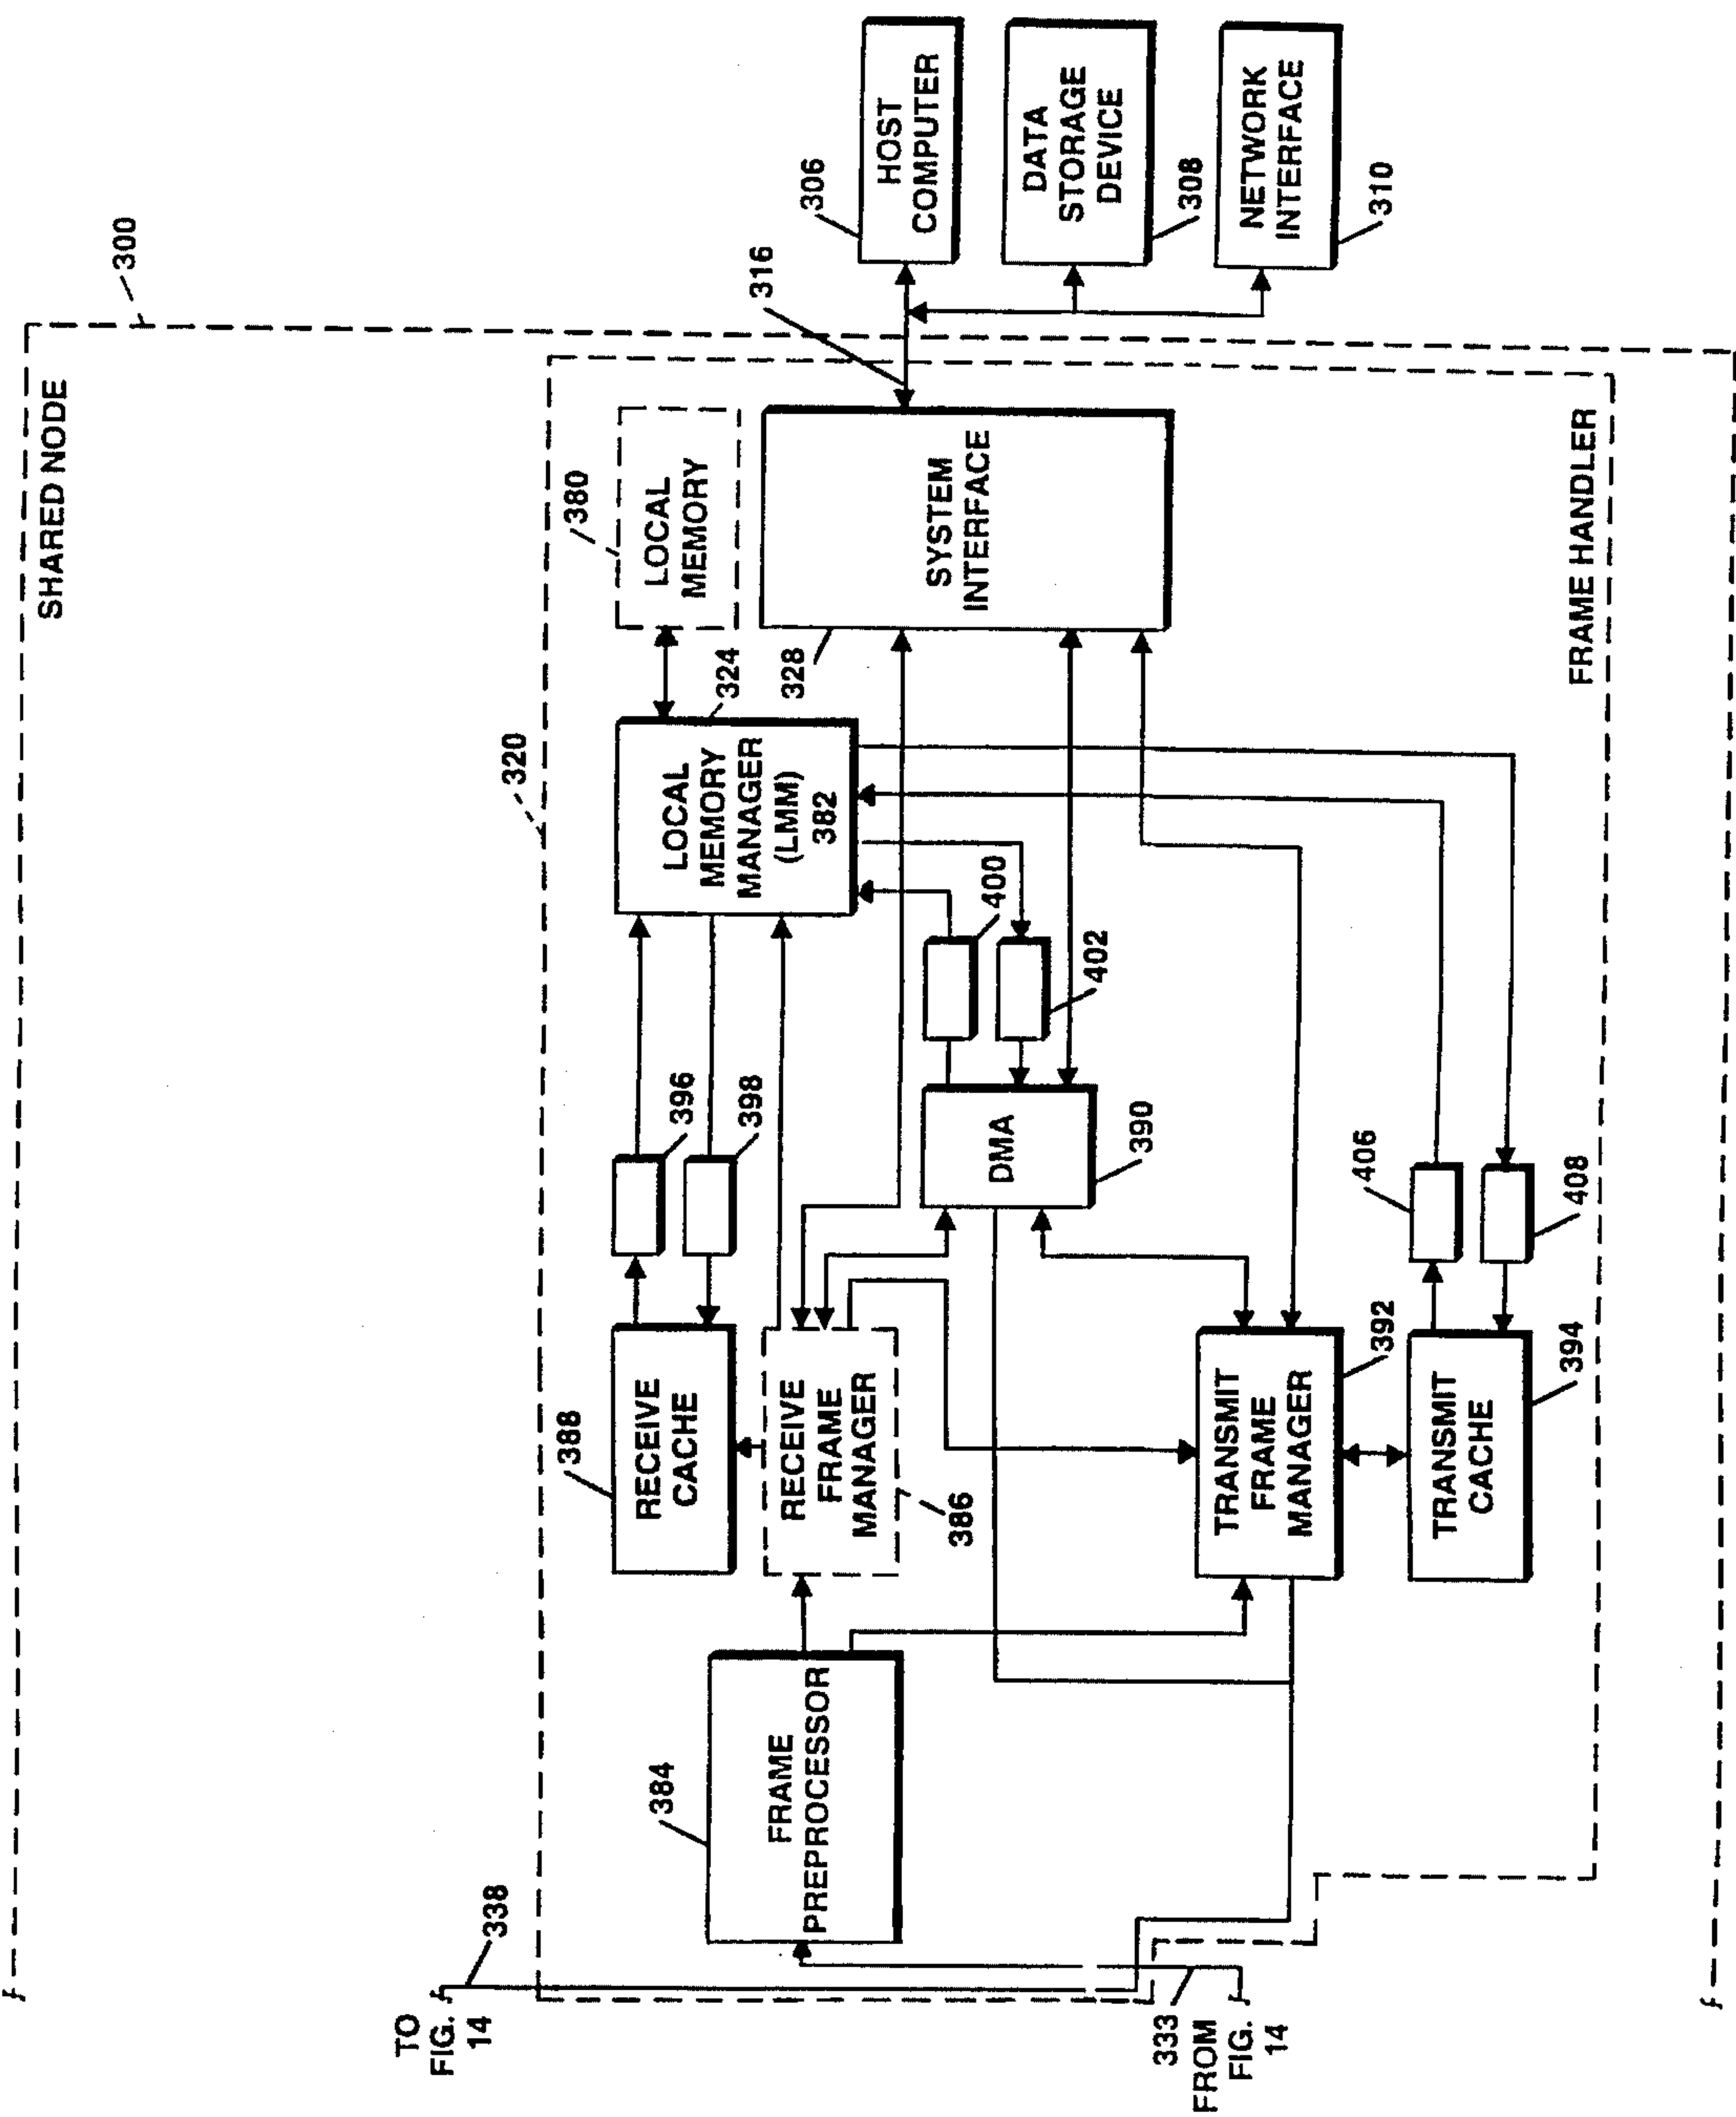 SHARED NODE
300
320
380
LOCAL
MEMORY
324
LOCAL
MEMORY
MANAGER
(LMM)
382
328
SYSTEM
INTERFACE
316
306
HOST
COMPUTER
DATA
STORAGE
DEVICE
308
NETWORK
INTERFACE
310
396
398
388
RECEIVE
CACHE
RECEIVE
FRAME
MANAGER
386
400
402
DMA
390
384
FRAME
PREPROCESSOR
TRANSMIT
FRAME
MANAGER
392
TRANSMIT
CACHE
394
406
408
FRAME HANDLER
TO
FIG.
14
338
333
FROM
FIG.
14